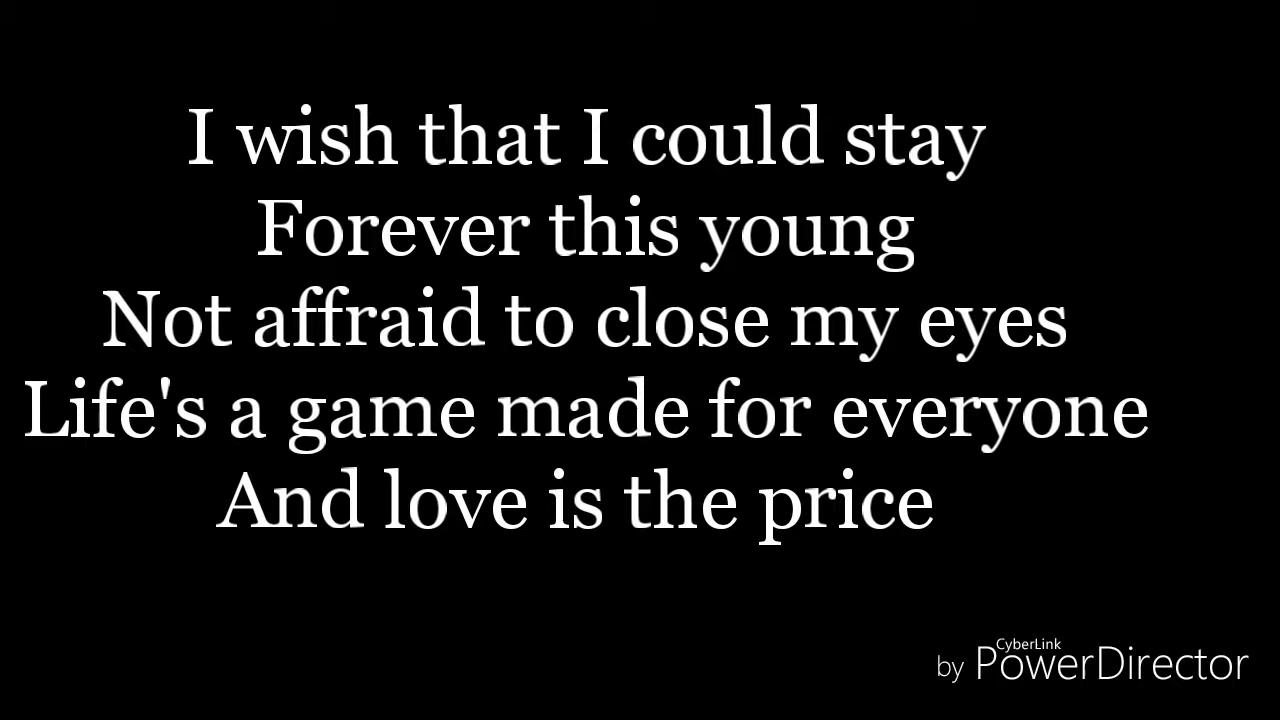 I wish that I could stay
Forever this young
Not affraid to close my eyes
Life's a game made for everyone
And love is the price
CyberLink
by PowerDirector